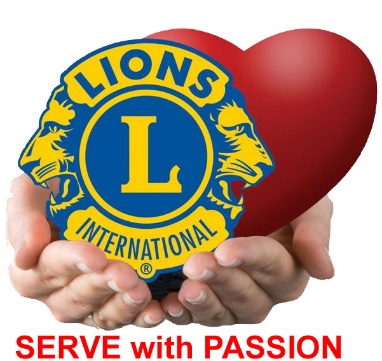 LIONS
L
INTERNATIONAL
®
SERVE with PASSION